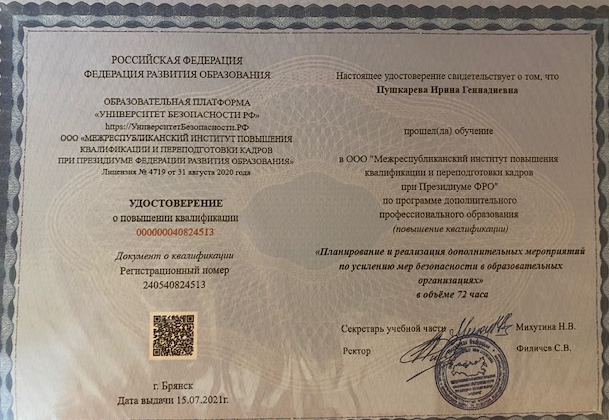 РОССИЙСКАЯ ФЕДЕРАЦИЯ
ФЕДЕРАЦИЯ РАЗВИТИЯ ОБРАЗОВАНИЯ
ОБРАЗОВАТЕЛЬНАЯ ПЛАТФОРМА
«УНИВЕРСИТЕТ БЕЗОПАСНОСТИ РФ»
https://УниверситетБезопасности.РФ
ООО «МЕЖРЕСПУБЛИКАНСКИЙ ИНСТИТУТ ПОВЫШЕНИЯ
КВАЛИФИКАЦИИ И ПЕРЕПОДГОТОВКИ КАДРОВ
ПРИ ПРЕЗИДИУМЕ ФЕДЕРАЦИИ РАЗВИТИЯ ОБРАЗОВАНИЯ»
Лицензия № 4719 от 31 августа 2020 года
УДОСТОВЕРЕНИЕ
о повышении квалификации
000000040824513
Документ о квалификации
Регистрационный номер
240540824513
г. Брянск
Дата выдачи 15.07.2021г.
Настоящее удостоверение свидетельствует о том, что
Пушкарева Ирина Геннадиевна
прошел(ла) обучение
в ООО "Межреспубликанский институт повышения
квалификации и переподготовки кадров
при Президиуме ФРО"
по программе дополнительного
профессионального образования
(повышение квалификации)
«Планирование и реализация дополнительных мероприятий
по усилению мер безопасности в образовательных
организациях»
в объёме 72 часа
Секретарь учебной части Михутина Н.В.
Ректор Филичев С.В.